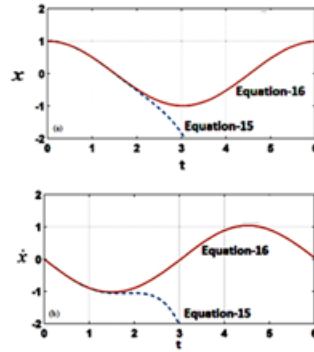 2
1
x
0
Equation-16
-1
Equation-15
(a)
-2
0 1 2 3 4 5 6
t
2
1
ẋ
0
Equation-16
-1
Equation-15
(b)
-2
0 1 2 3 4 5 6
t